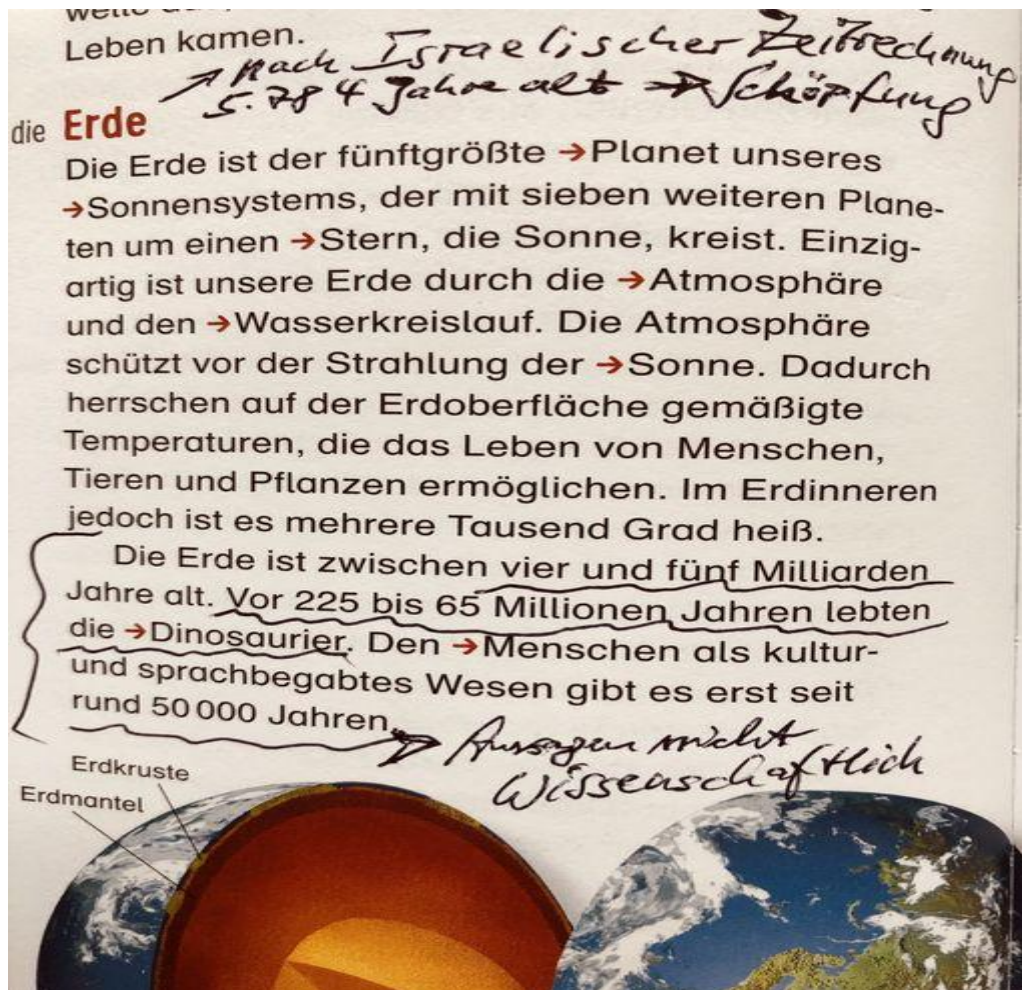 Leben kamen.
↗ Nach Israelischer Zeitrechnung
5.784 Jahre alt → Schöpfung
die Erde
Die Erde ist der fünftgrößte →Planet unseres
→Sonnensystems, der mit sieben weiteren Plane-
ten um einen →Stern, die Sonne, kreist. Einzig-
artig ist unsere Erde durch die →Atmosphäre
und den →Wasserkreislauf. Die Atmosphäre
schützt vor der Strahlung der →Sonne. Dadurch
herrschen auf der Erdoberfläche gemäßigte
Temperaturen, die das Leben von Menschen,
Tieren und Pflanzen ermöglichen. Im Erdinneren
jedoch ist es mehrere Tausend Grad heiß.
Die Erde ist zwischen vier und fünf Milliarden
Jahre alt. Vor 225 bis 65 Millionen Jahren lebten
die →Dinosaurier. Den →Menschen als kultur-
und sprachbegabtes Wesen gibt es erst seit
rund 50 000 Jahren.
→ Aussagen nicht
Wissenschaftlich
Erdkruste
Erdmantel